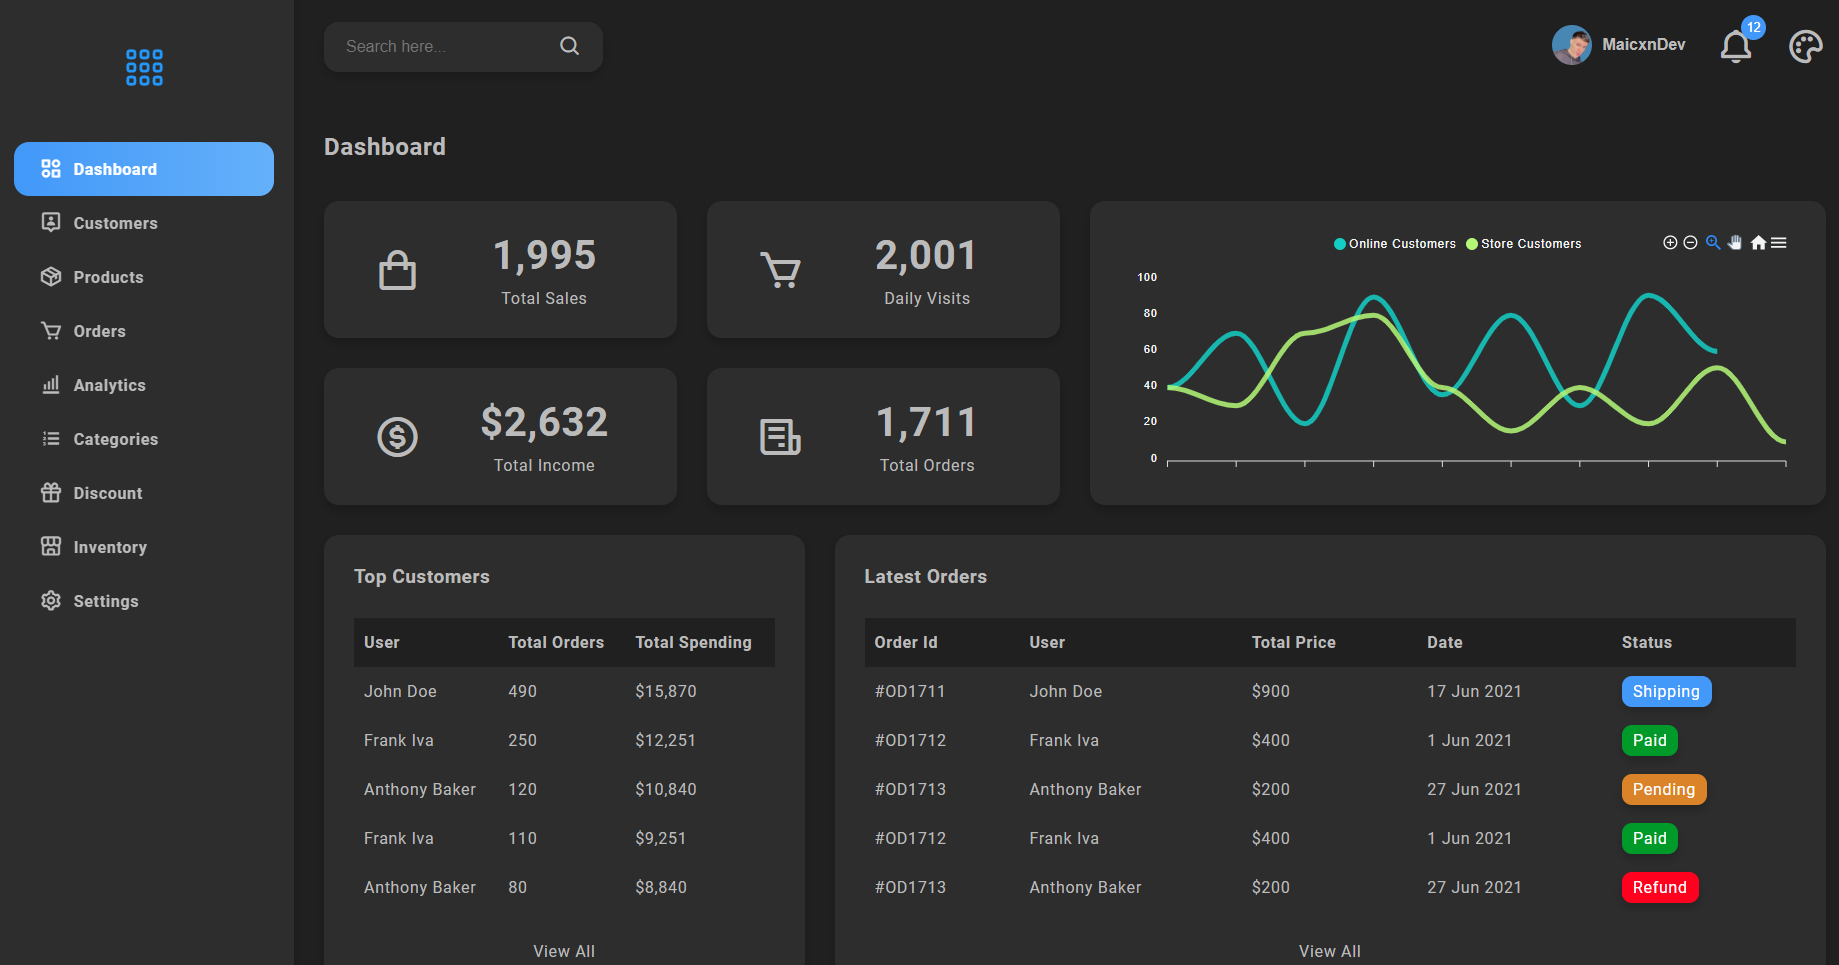 Search here...
MaicxnDev
12
Dashboard
Customers
Products
Orders
Analytics
Categories
Discount
Inventory
Settings
Dashboard
1,995
Total Sales
2,001
Daily Visits
$2,632
Total Income
1,711
Total Orders
Online Customers Store Customers
100
80
60
40
20
0
Top Customers
User Total Orders Total Spending
John Doe 490 $15,870
Frank Iva 250 $12,251
Anthony Baker 120 $10,840
Frank Iva 110 $9,251
Anthony Baker 80 $8,840
View All
Latest Orders
Order Id User Total Price Date Status
#OD1711 John Doe $900 17 Jun 2021 Shipping
#OD1712 Frank Iva $400 1 Jun 2021 Paid
#OD1713 Anthony Baker $200 27 Jun 2021 Pending
#OD1712 Frank Iva $400 1 Jun 2021 Paid
#OD1713 Anthony Baker $200 27 Jun 2021 Refund
View All